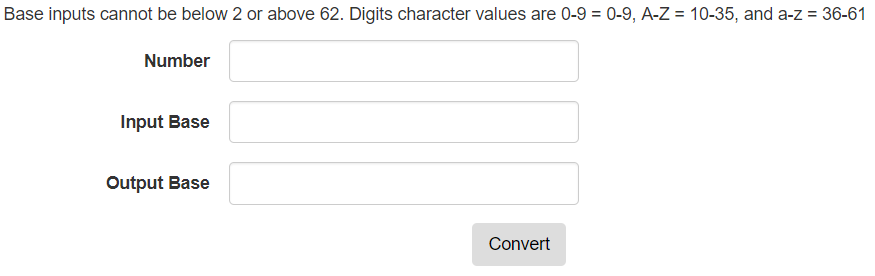 Base inputs cannot be below 2 or above 62. Digits character values are 0-9 = 0-9, A-Z = 10-35, and a-z = 36-61
Number
Input Base
Output Base
Convert